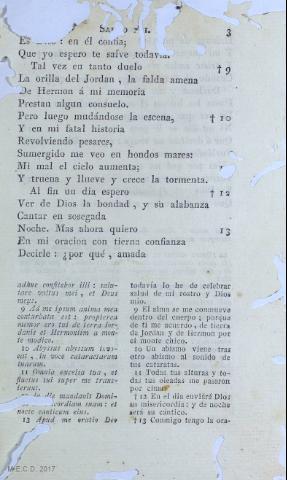 3
Es : en él confia;
Que yo espero te salve todavia.
Tal vez en tanto duelo †9
La orilla del Jordan, la falda amena
De Hermon á mi memoria
Prestan algun consuelo.
Pero luego mudándose la escena, †10
Y en mi fatal historia
Revolviendo pesares,
Sumergido me veo en hondos mares:
Mi mal el cielo aumenta;
Y truena y llueve y crece la tormenta.
Al fin un dia espero †12
Ver de Dios la bondad, y su alabanza
Cantar en sosegada
Noche. Mas ahora quiero 13
En mi oracion con tierna confianza
Decirle: ¿por qué, amada
adhuc confitebor illi: salutare vultus mei, et Deus meus.
9 Ad me ipsum anima mea conturbata est: propterea memor ero tui de terra Jordanis et Hermoniim a monte modico.
10 Abyssus abyssum invocat, in voce cataractarum tuarum.
11 Omnia excelsa tua, et fluctus tui super me transierunt.
In die mandavit Domi-
cordiam suam: et nocte canticum ejus.
13 Apud me oratio Deo
todavía lo he de celebrar
salud de mi rostro y Dios
mio.
9 El alma se me conmueve
dentro del cuerpo; porque
de ti me acuerdo, de tierra
de Jordan y de Hermon por
el monte chico.
10 Un abismo viene tras
otro abismo al sonido de
tus cataratas.
11 Todas tus alturas y todas
tus oleadas me pasaron
por cima.
†12 En el dia enviará Dios
su misericordia; y de noche
será su cántico.
†13 Conmigo tengo la ora-
M.E.C.D. 2017